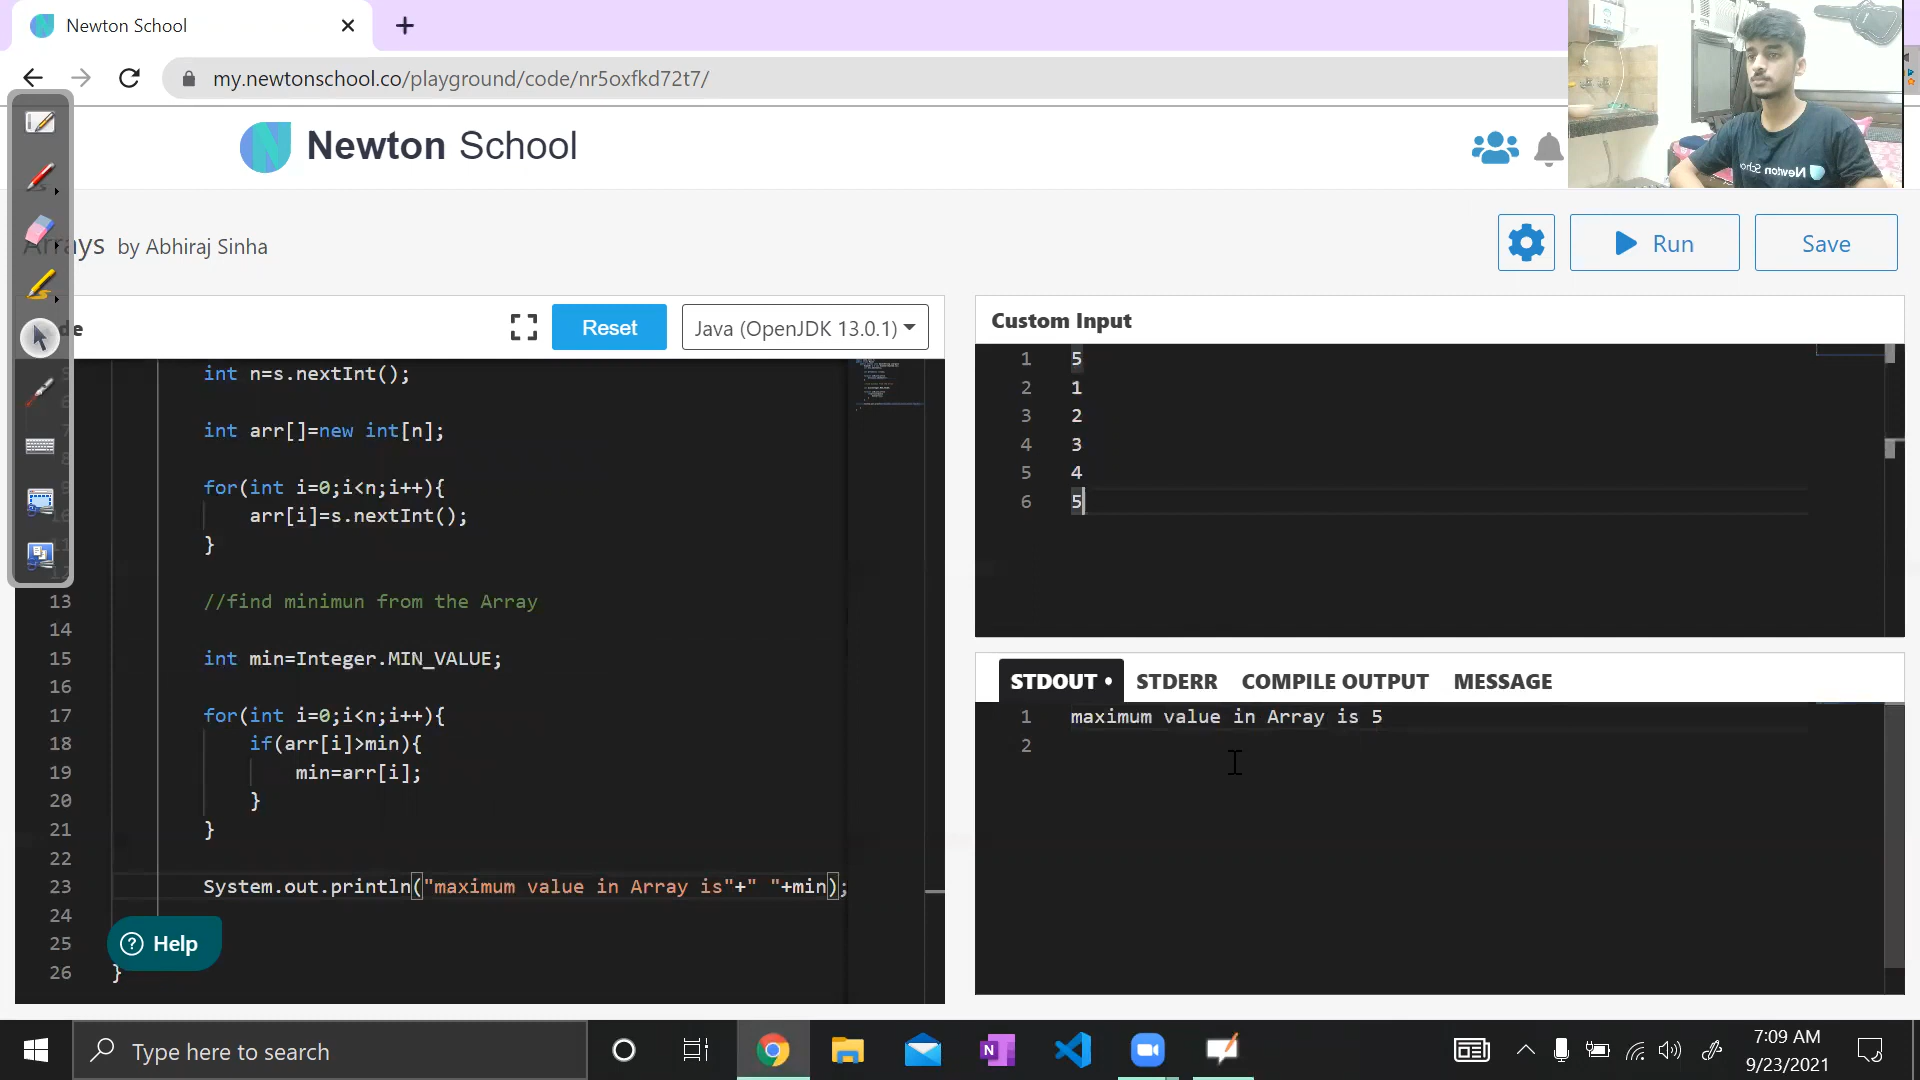 Newton School
my.newtonschool.co/playground/code/nr5oxfkd72t7/
Newton School
Newton
Arrays by Abhiraj Sinha
Run
Save
de
Reset
Java (OpenJDK 13.0.1)
int n=s.nextInt();
int arr[]=new int[n];
for(int i=0;i<n;i++){
arr[i]=s.nextInt();
}
13 //find minimun from the Array
14
15 int min=Integer.MIN_VALUE;
16
17 for(int i=0;i<n;i++){
18 if(arr[i]>min){
19 min=arr[i];
20 }
21 }
22
23 System.out.println("maximum value in Array is"+" "+min);
24
25
26 }
Help
Custom Input
1 5
2 1
3 2
4 3
5 4
6 5
STDOUT • STDERR COMPILE OUTPUT MESSAGE
1 maximum value in Array is 5
2
Type here to search
7:09 AM
9/23/2021